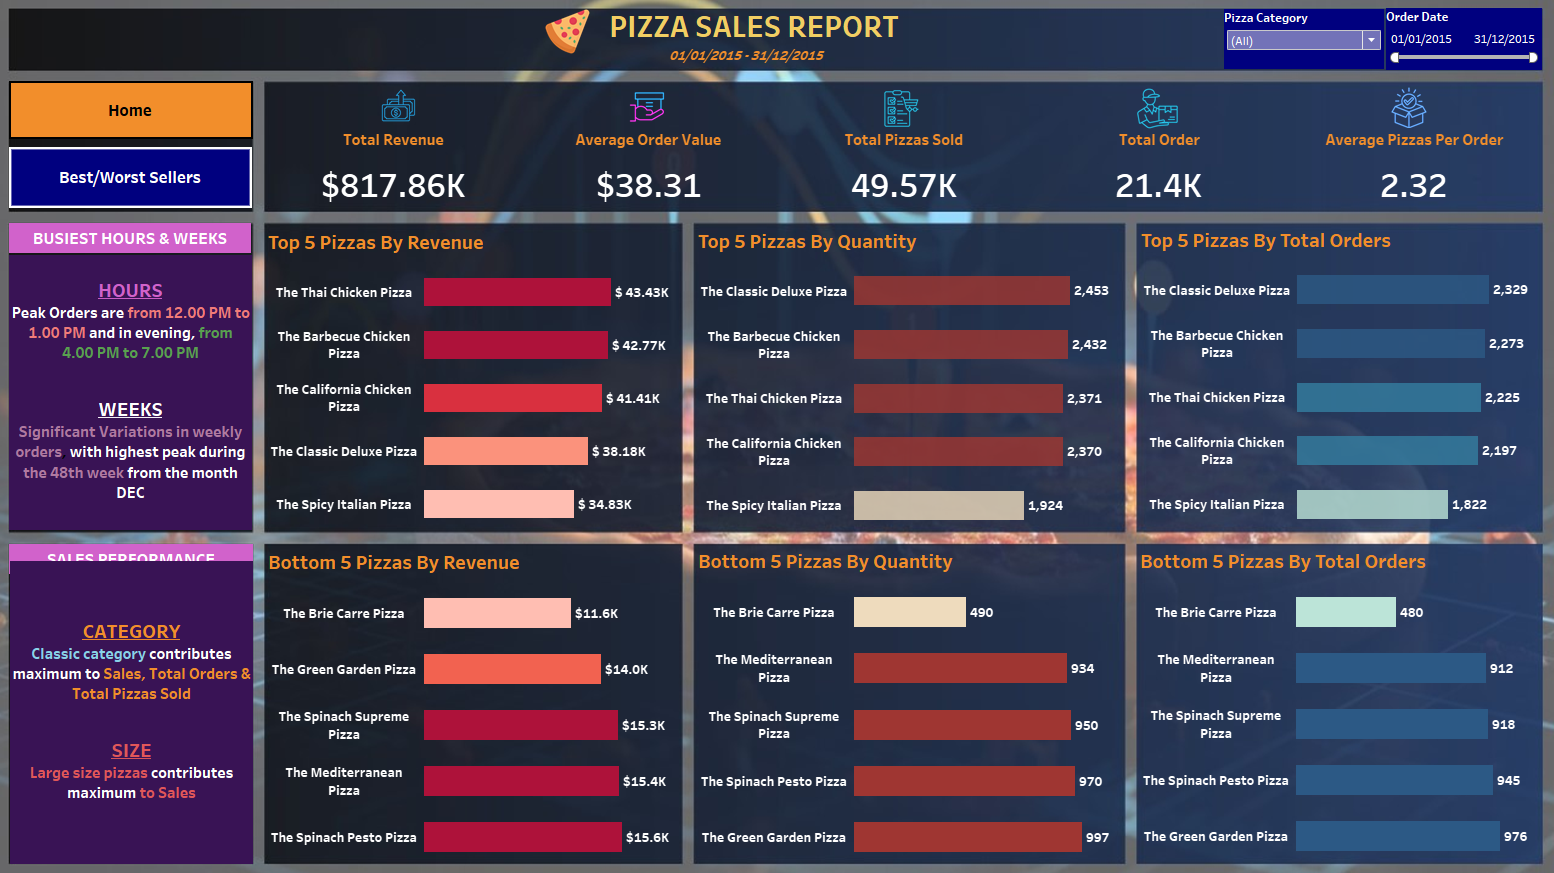 PIZZA SALES REPORT
01/01/2015 - 31/12/2015
Pizza Category
(All)
Order Date
01/01/2015 31/12/2015
Home
Best/Worst Sellers
Total Revenue
$817.86K
Average Order Value
$38.31
Total Pizzas Sold
49.57K
Total Order
21.4K
Average Pizzas Per Order
2.32
BUSIEST HOURS & WEEKS
HOURS
Peak Orders are from 12.00 PM to
1.00 PM and in evening, from
4.00 PM to 7.00 PM
WEEKS
Significant Variations in weekly
orders, with highest peak during
the 48th week from the month
DEC
SALES PERFORMANCE
CATEGORY
Classic category contributes
maximum to Sales, Total Orders &
Total Pizzas Sold
SIZE
Large size pizzas contributes
maximum to Sales
Top 5 Pizzas By Revenue
The Thai Chicken Pizza $ 43.43K
The Barbecue Chicken
Pizza $ 42.77K
The California Chicken
Pizza $ 41.41K
The Classic Deluxe Pizza $ 38.18K
The Spicy Italian Pizza $ 34.83K
Top 5 Pizzas By Quantity
The Classic Deluxe Pizza 2,453
The Barbecue Chicken
Pizza 2,432
The Thai Chicken Pizza 2,371
The California Chicken
Pizza 2,370
The Spicy Italian Pizza 1,924
Top 5 Pizzas By Total Orders
The Classic Deluxe Pizza 2,329
The Barbecue Chicken
Pizza 2,273
The Thai Chicken Pizza 2,225
The California Chicken
Pizza 2,197
The Spicy Italian Pizza 1,822
Bottom 5 Pizzas By Revenue
The Brie Carre Pizza $11.6K
The Green Garden Pizza $14.0K
The Spinach Supreme
Pizza $15.3K
The Mediterranean
Pizza $15.4K
The Spinach Pesto Pizza $15.6K
Bottom 5 Pizzas By Quantity
The Brie Carre Pizza 490
The Mediterranean
Pizza 934
The Spinach Supreme
Pizza 950
The Spinach Pesto Pizza 970
The Green Garden Pizza 997
Bottom 5 Pizzas By Total Orders
The Brie Carre Pizza 480
The Mediterranean
Pizza 912
The Spinach Supreme
Pizza 918
The Spinach Pesto Pizza 945
The Green Garden Pizza 976